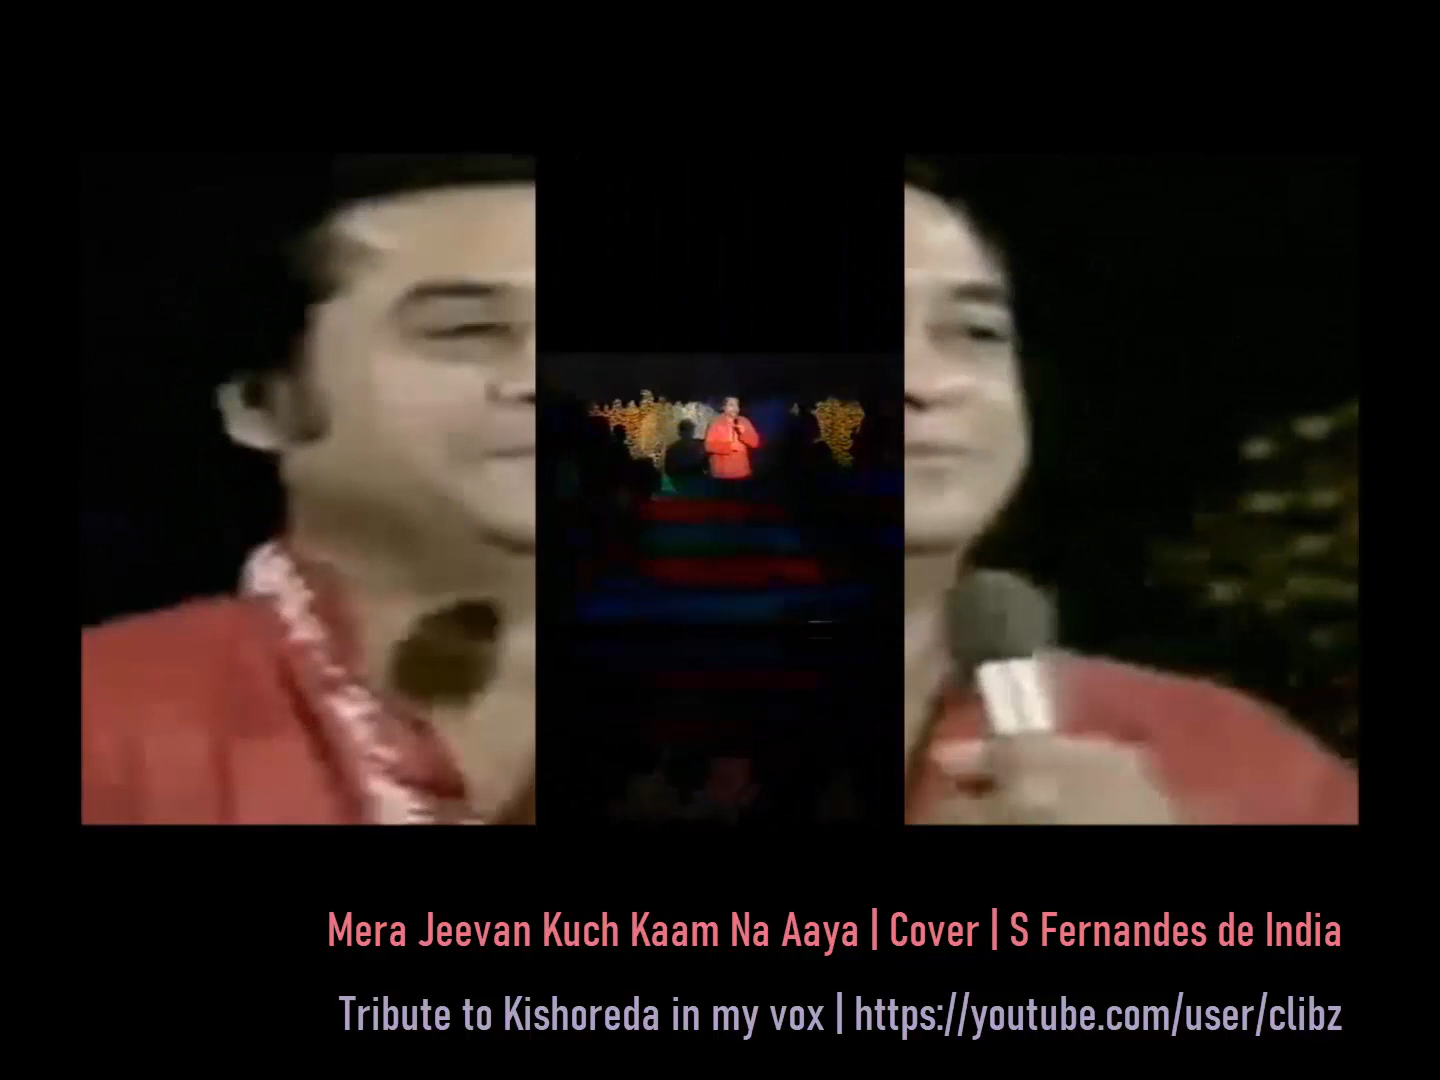 Mera Jeevan Kuch Kaam Na Aaya | Cover | S Fernandes de India
Tribute to Kishoreda in my vox | https://youtube.com/user/clibz